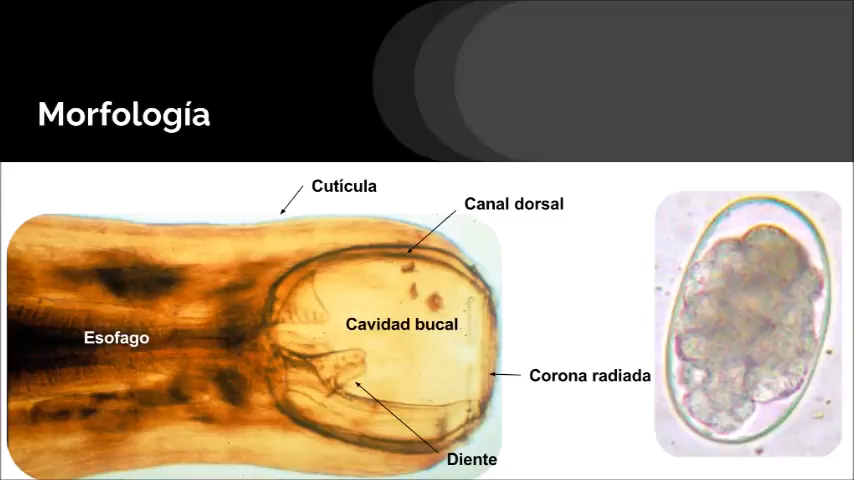 Morfología
Cutícula
Canal dorsal
Cavidad bucal
Esofago
Corona radiada
Diente